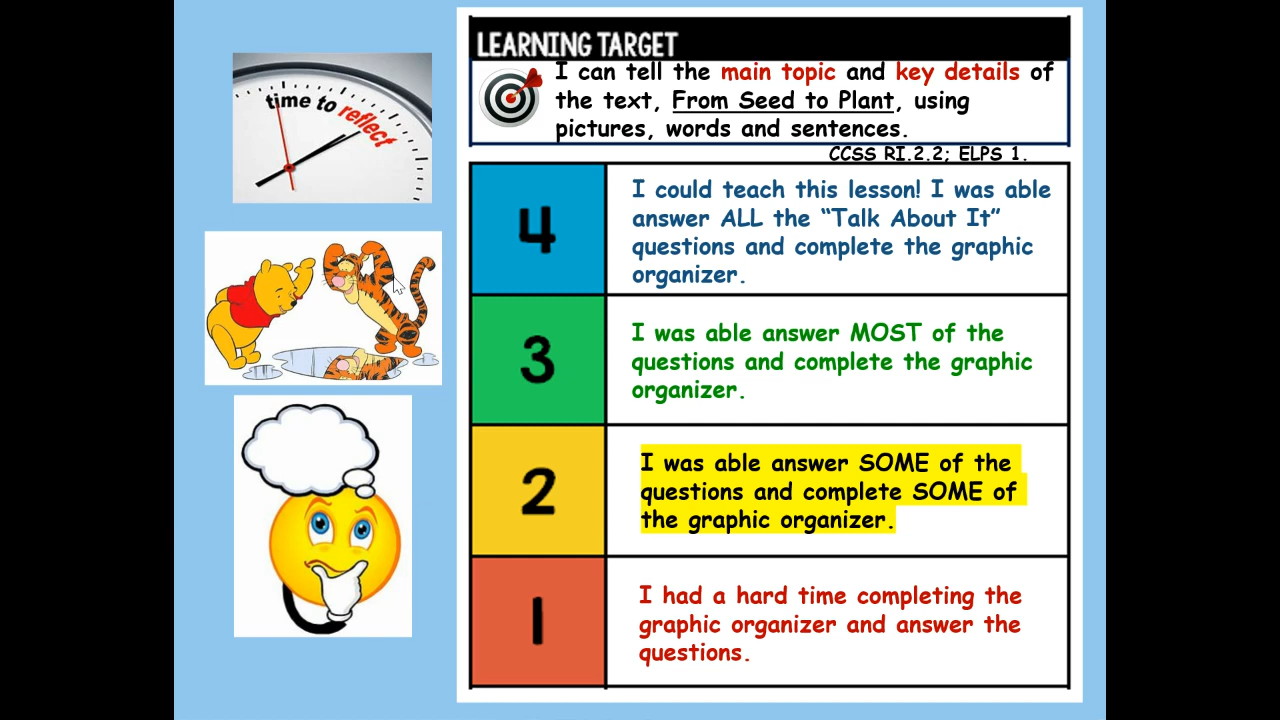 time to reflect
LEARNING TARGET
I can tell the main topic and key details of
the text, From Seed to Plant, using
pictures, words and sentences.
CCSS RI.2.2; ELPS 1.
4
I could teach this lesson! I was able
answer ALL the “Talk About It”
questions and complete the graphic
organizer.
3
I was able answer MOST of the
questions and complete the graphic
organizer.
2
I was able answer SOME of the
questions and complete SOME of
the graphic organizer.
1
I had a hard time completing the
graphic organizer and answer the
questions.